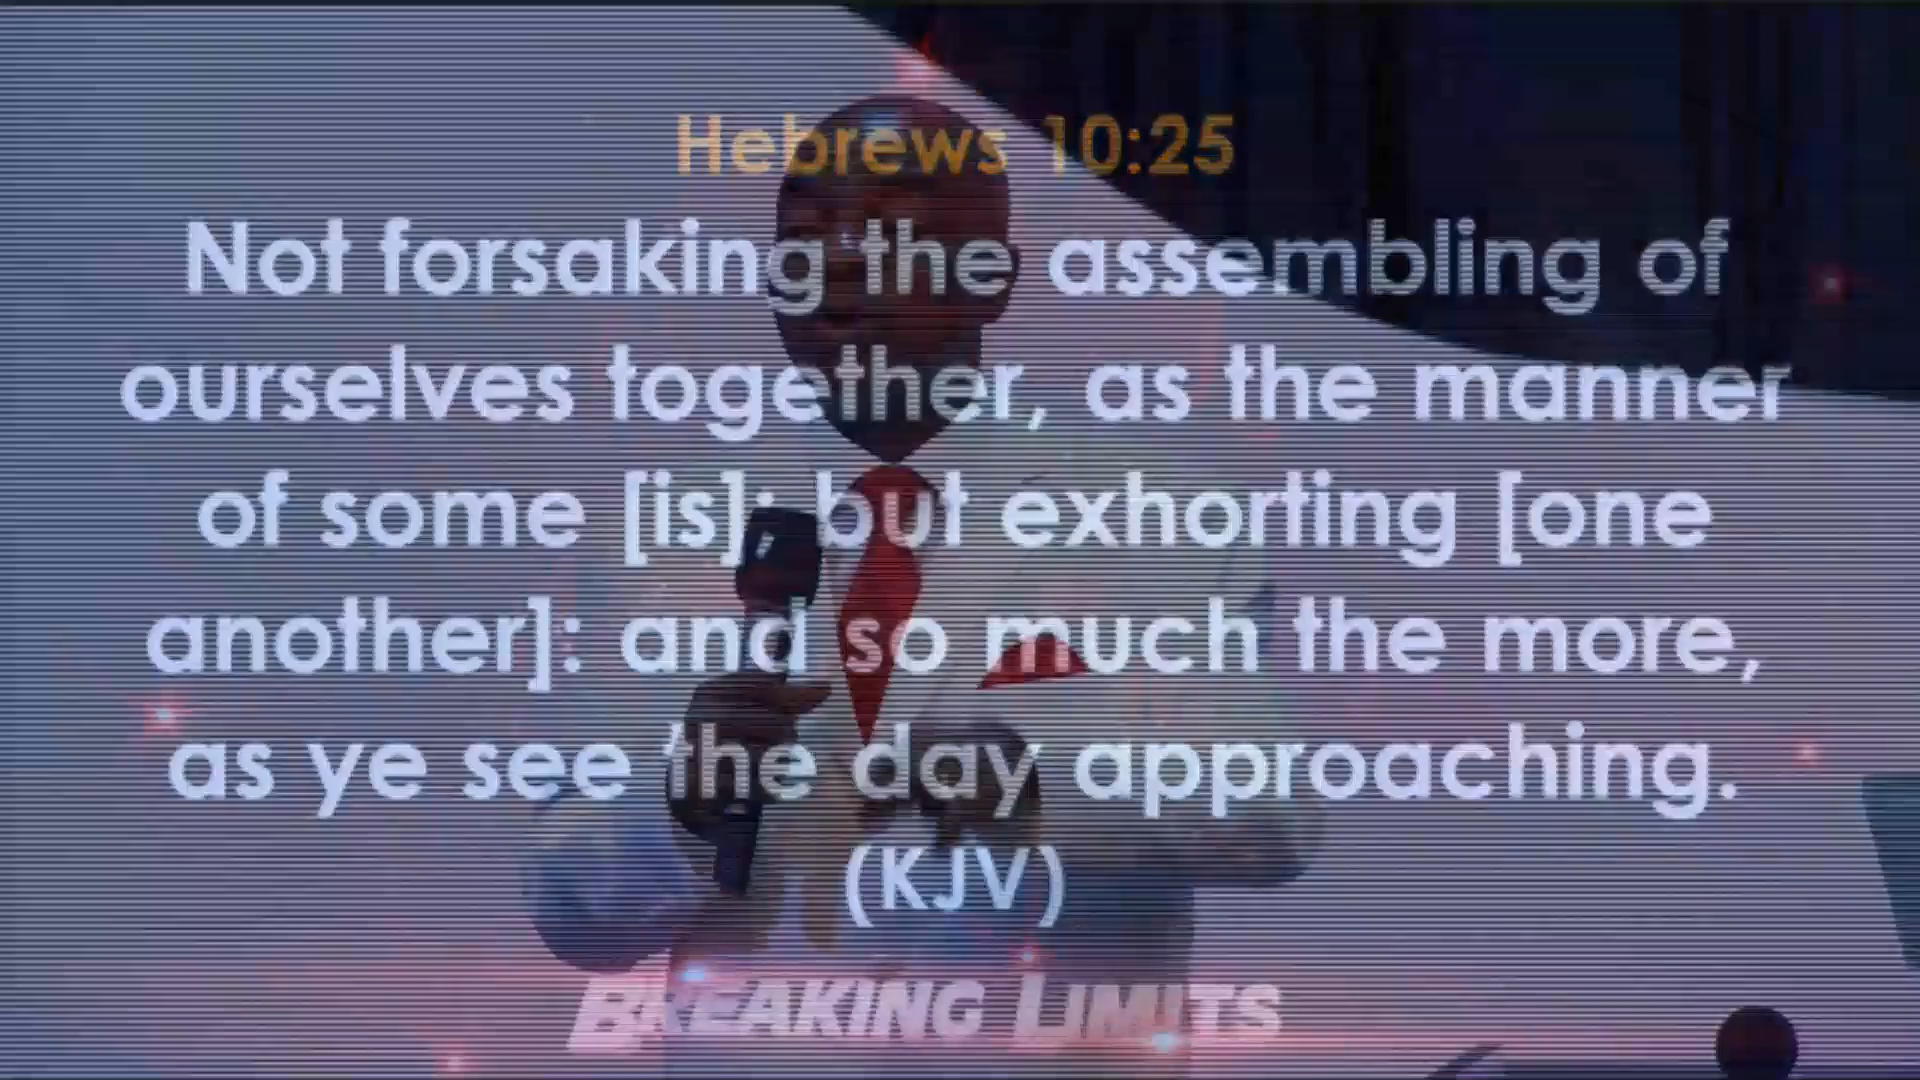 Hebrews 10:25
Not forsaking the assembling of
ourselves together, as the manner
of some [is]; but exhorting [one
another]: and so much the more,
as ye see the day approaching.
(KJV)
BREAKING LIMITS